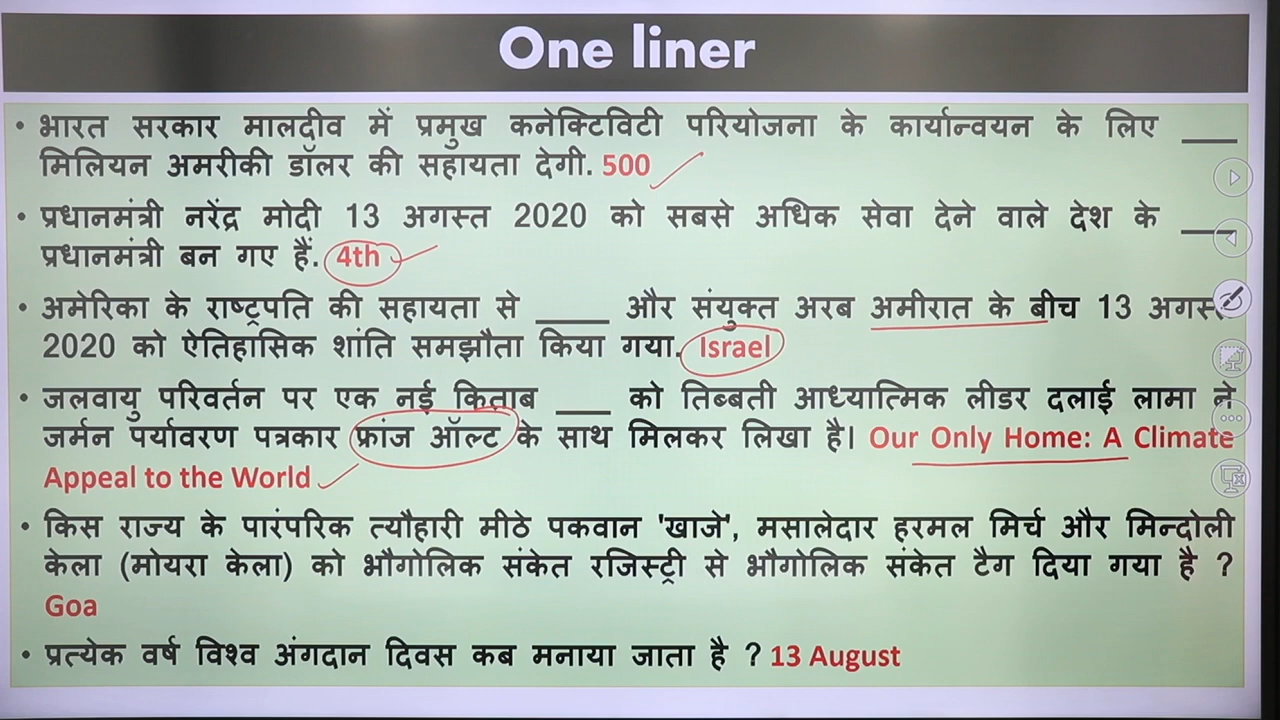 One liner
• भारत सरकार मालदीव में प्रमुख कनेक्टिविटी परियोजना के कार्यान्वयन के लिए ____
मिलियन अमरीकी डॉलर की सहायता देगी. 500
• प्रधानमंत्री नरेंद्र मोदी 13 अगस्त 2020 को सबसे अधिक सेवा देने वाले देश के ____
प्रधानमंत्री बन गए हैं. 4th
• अमेरिका के राष्ट्रपति की सहायता से ____ और संयुक्त अरब अमीरात के बीच 13 अगस्त
2020 को ऐतिहासिक शांति समझौता किया गया. Israel
• जलवायु परिवर्तन पर एक नई किताब ____ को तिब्बती आध्यात्मिक लीडर दलाई लामा ने
जर्मन पर्यावरण पत्रकार फ्रांज ऑल्ट के साथ मिलकर लिखा है। Our Only Home: A Climate
Appeal to the World
• किस राज्य के पारंपरिक त्यौहारी मीठे पकवान 'खाजे', मसालेदार हरमल मिर्च और मिन्दोली
केला (मोयरा केला) को भौगोलिक संकेत रजिस्ट्री से भौगोलिक संकेत टैग दिया गया है ?
Goa
• प्रत्येक वर्ष विश्व अंगदान दिवस कब मनाया जाता है ? 13 August